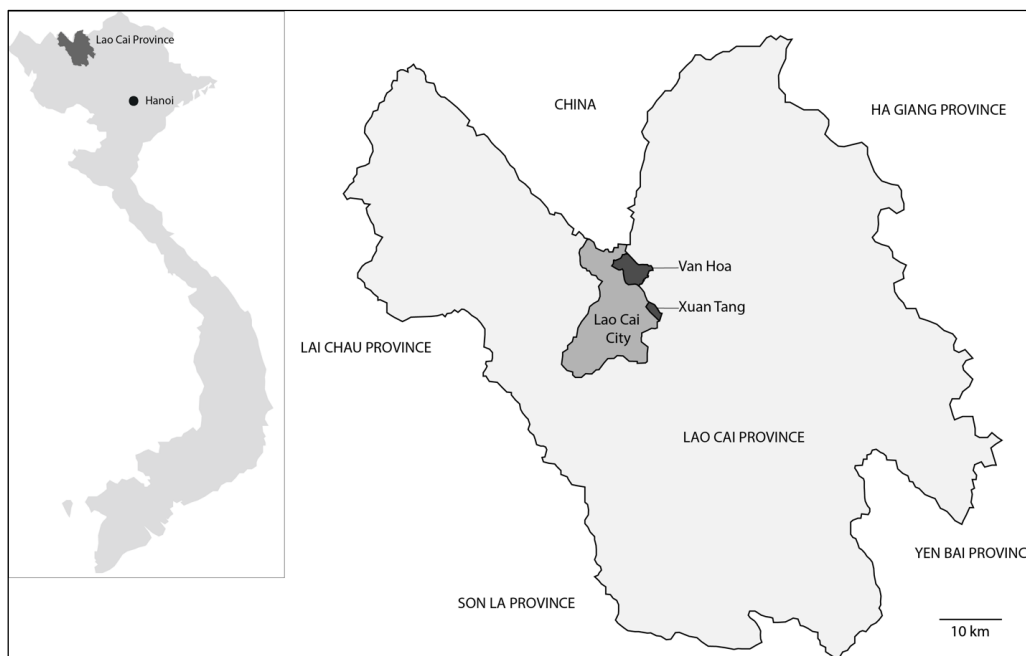 Lao Cai Province
Hanoi
CHINA
HA GIANG PROVINCE
Van Hoa
Xuan Tang
Lao Cai
City
LAI CHAU PROVINCE
LAO CAI PROVINCE
YEN BAI PROVINC
SON LA PROVINCE
10 km